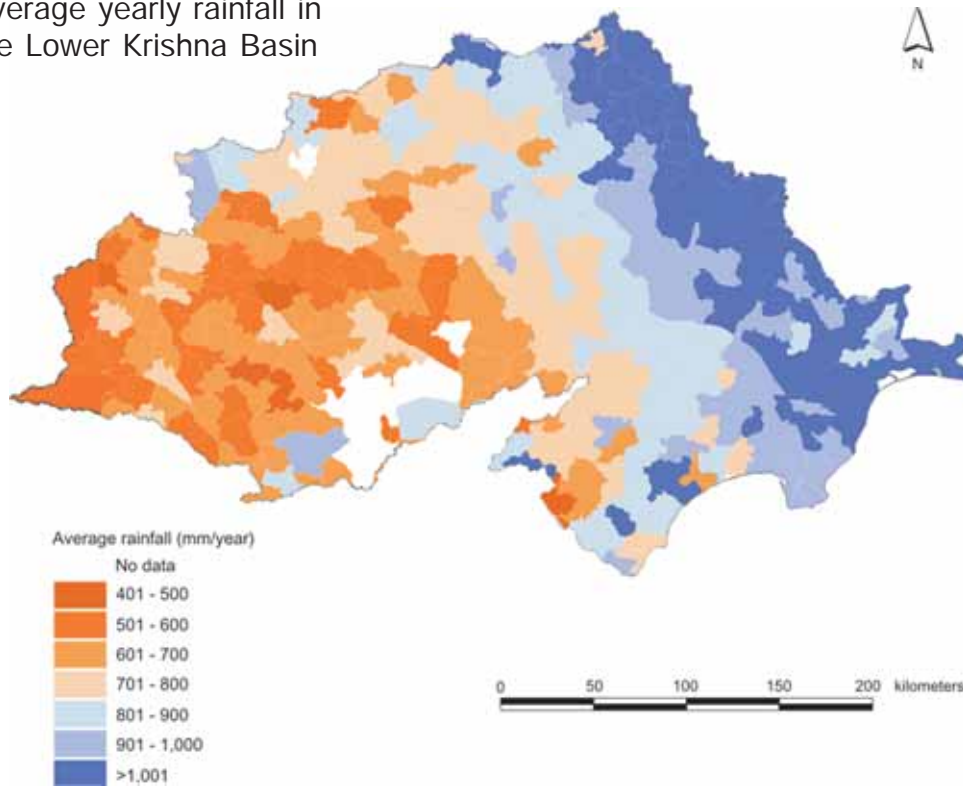 verage yearly rainfall in
e Lower Krishna Basin
N
Average rainfall (mm/year)
No data
401 - 500
501 - 600
601 - 700
701 - 800
801 - 900
901 - 1,000
>1,001
0 50 100 150 200 kilometers